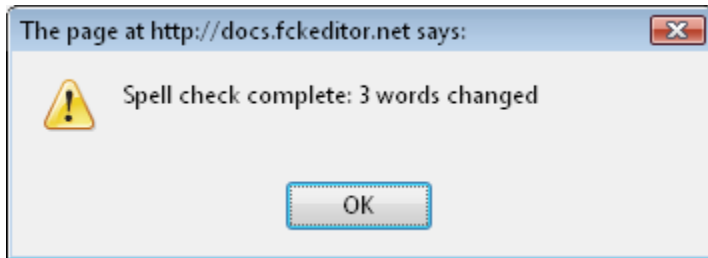 The page at http://docs.fckeditor.net says:
Spell check complete: 3 words changed
OK